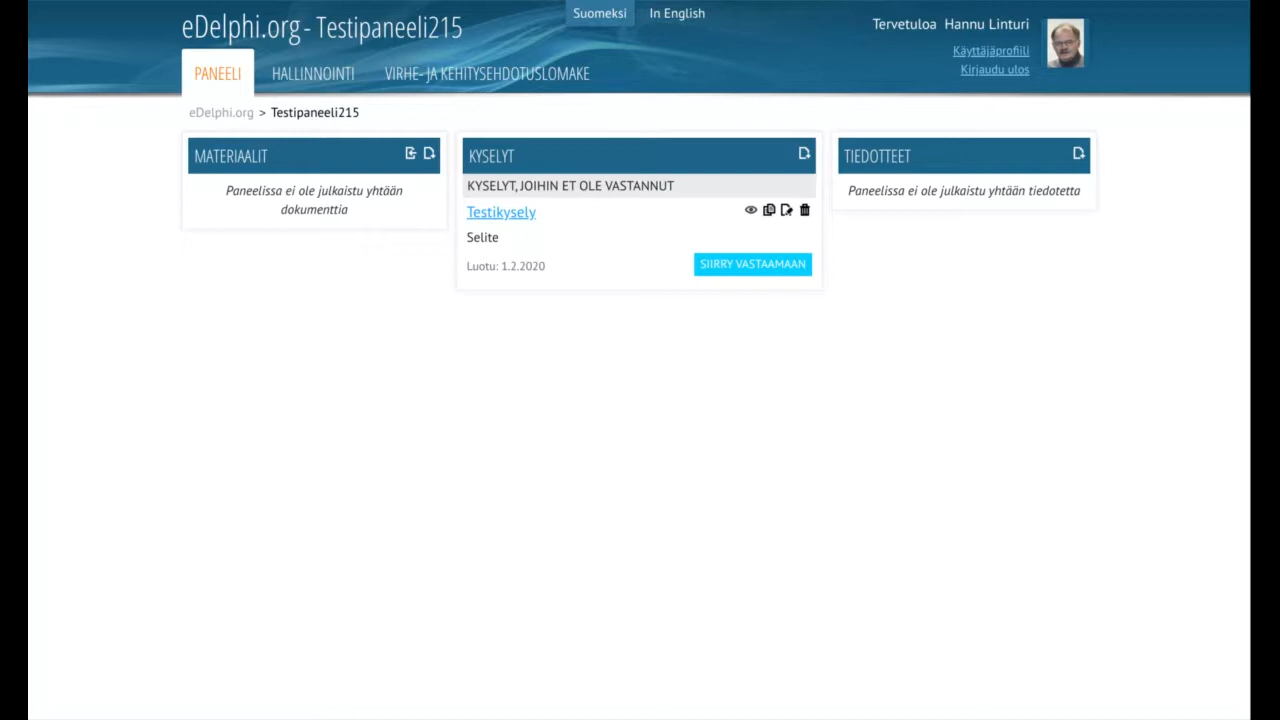 eDelphi.org - Testipaneeli215
Suomeksi
In English
Tervetuloa Hannu Linturi
Käyttäjäprofiili
Kirjaudu ulos
PANEELI
HALLINNOINTI
VIRHE- JA KEHITYSEHDOTUSLOMAKE
eDelphi.org > Testipaneeli215
MATERIAALIT
Paneelissa ei ole julkaistu yhtään
dokumenttia
KYSELYT
KYSELYT, JOIHIN ET OLE VASTANNUT
Testikysely
Selite
Luotu: 1.2.2020
SIIRRY VASTAAMAAN
TIEDOTTEET
Paneelissa ei ole julkaistu yhtään tiedotetta